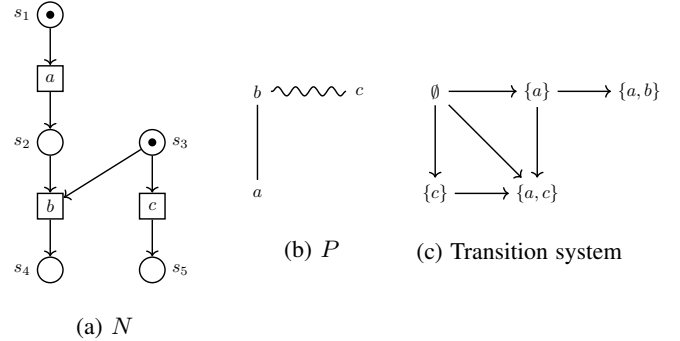 s₁
a
s₂ s₃
b c
s₄ s₅
(a) N
b c
a
(b) P
∅ {a} {a, b}
{c} {a, c}
(c) Transition system